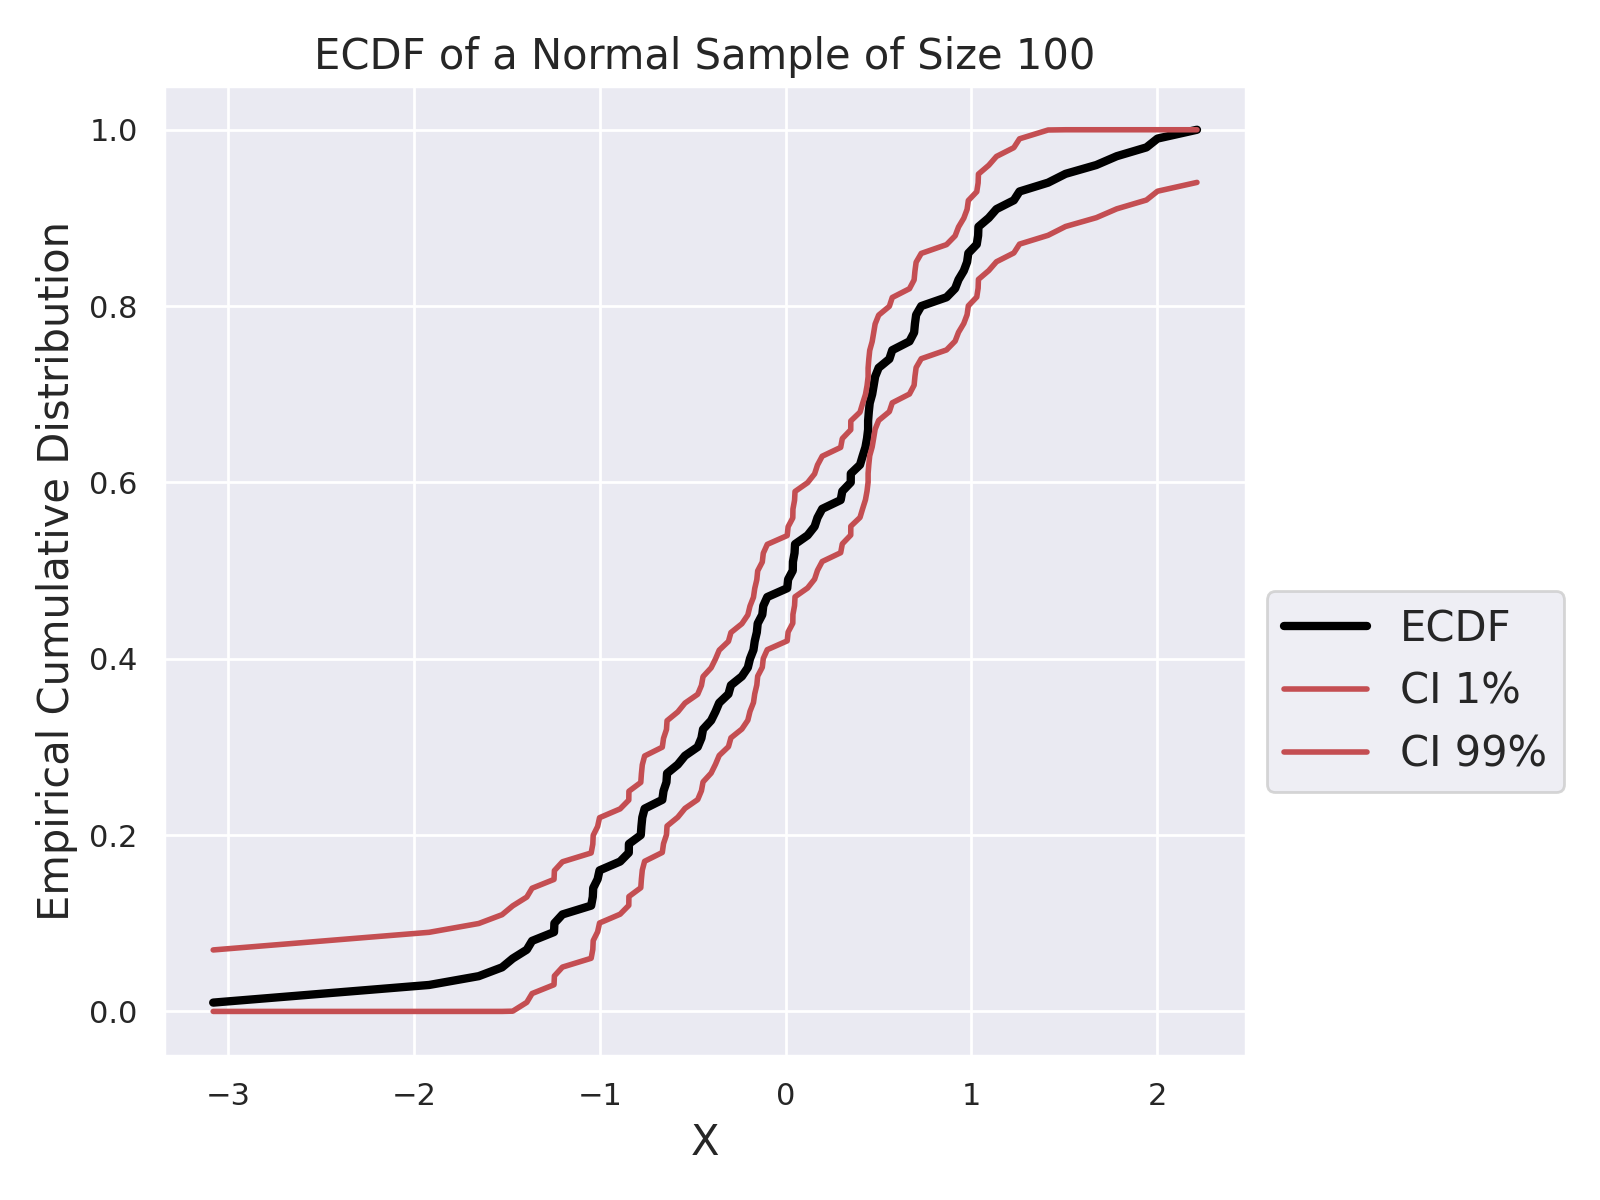 ECDF of a Normal Sample of Size 100
Empirical Cumulative Distribution
1.0
0.8
0.6
0.4
0.2
0.0
−3
−2
−1
0
1
2
X
ECDF
CI 1%
CI 99%